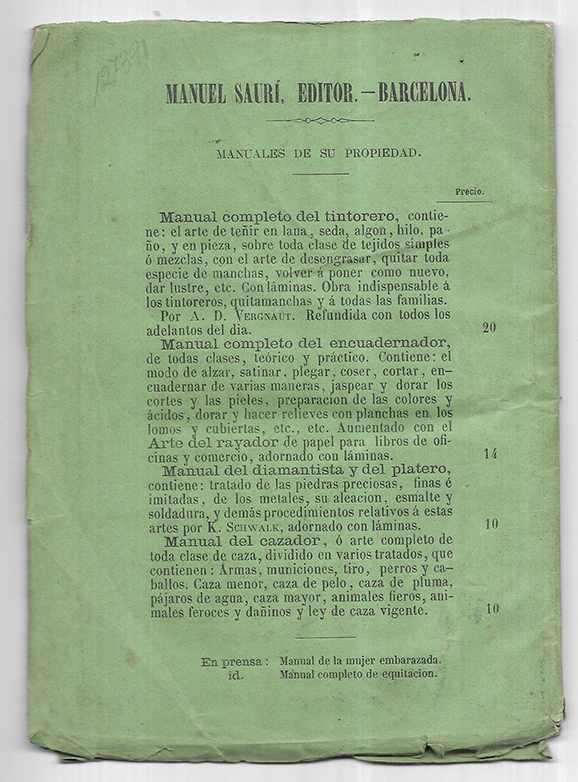 MANUEL SAURÍ, EDITOR.—BARCELONA.
MANUALES DE SU PROPIEDAD.
Precio.
Manual completo del tintorero, contie-
ne: el arte de teñir en lana, seda, algon, hilo, pa-
ño, y en pieza, sobre toda clase de tejidos simples
ó mezclas, con el arte de desengrasar, quitar toda
especie de manchas, volver á poner como nuevo,
dar lustre, etc. Con láminas. Obra indispensable á
los tintoreros, quitamanchas y á todas las familias.
Por A. D. VERGNAUT. Refundida con todos los
adelantos del dia. 20
Manual completo del encuadernador,
de todas clases, teórico y práctico. Contiene: el
modo de alzar, satinar, plegar, coser, cortar, en-
cuadernar de varias maneras, jaspear y dorar los
cortes y las pieles, preparacion de las colores y
ácidos, dorar y hacer relieves con planchas en los
lomos y cubiertas, etc., etc. Aumentado con el
Arte del rayador de papel para libros de ofi-
cinas y comercio, adornado con láminas. 14
Manual del diamantista y del platero,
contiene: tratado de las piedras preciosas, finas é
imitadas, de los metales, su aleacion, esmalte y
soldadura, y demás procedimientos relativos á estas
artes por K. SCHWALK, adornado con láminas. 10
Manual del cazador, ó arte completo de
toda clase de caza, dividido en varios tratados, que
contienen: Armas, municiones, tiro, perros y ca-
ballos. Caza menor, caza de pelo, caza de pluma,
pájaros de agua, caza mayor, animales fieros, ani-
males feroces y dañinos y ley de caza vigente. 10
En prensa: Manual de la mujer embarazada.
id. Manual completo de equitacion.